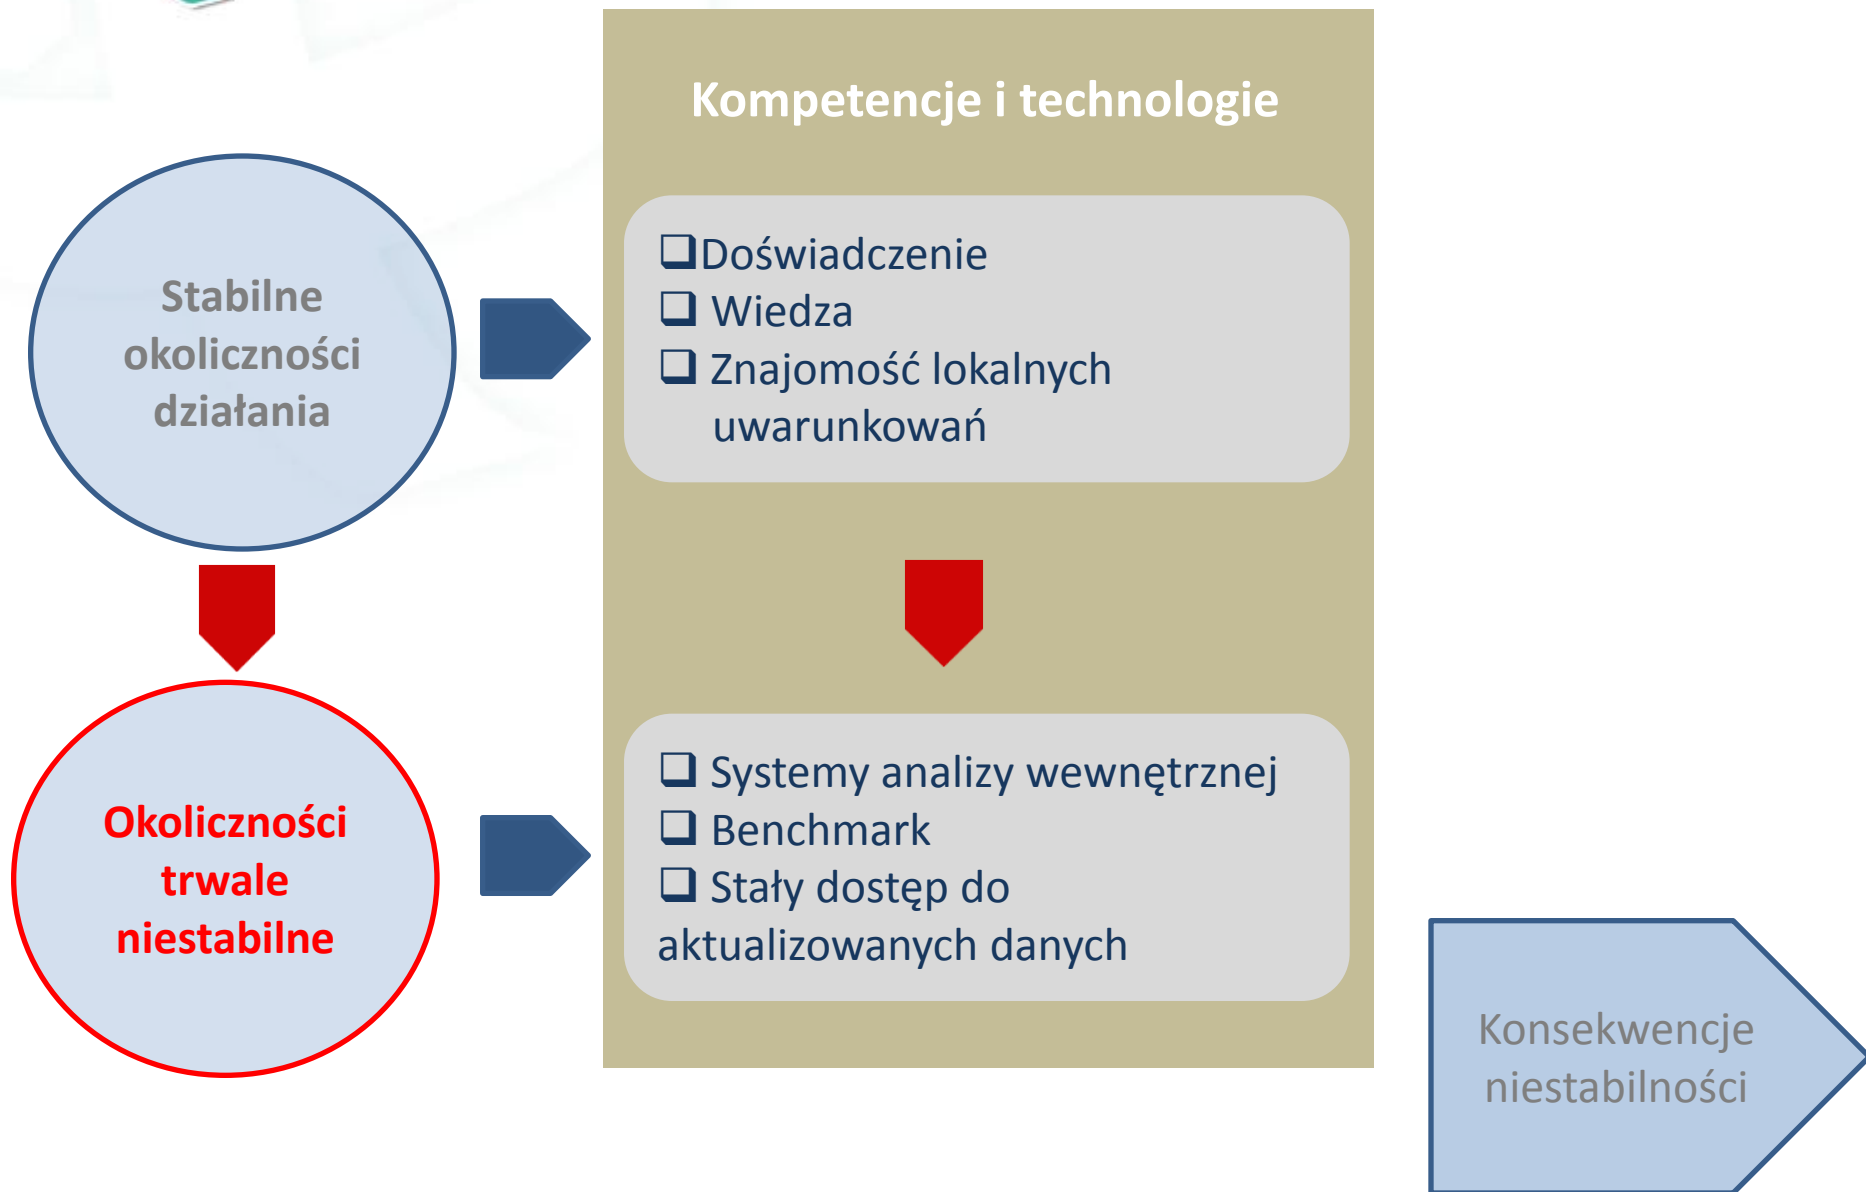 Kompetencje i technologie
Stabilne
okoliczności
działania
❑Doświadczenie
❑ Wiedza
❑ Znajomość lokalnych
uwarunkowań
Okoliczności
trwale
niestabilne
❑ Systemy analizy wewnętrznej
❑ Benchmark
❑ Stały dostęp do
aktualizowanych danych
Konsekwencje
niestabilności